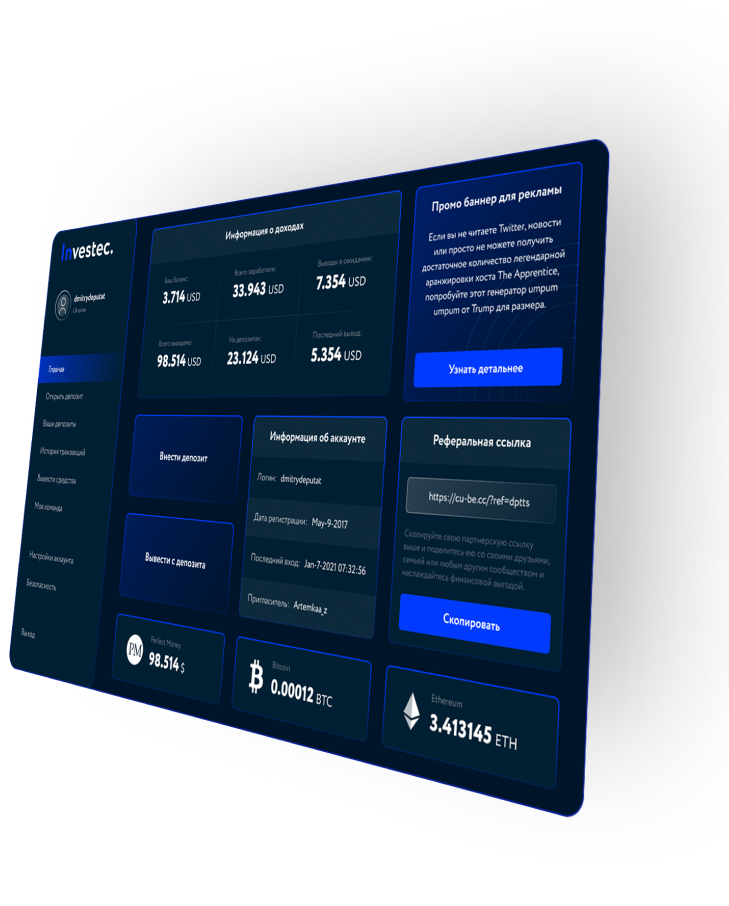 Investec.
dmitrydeputat
Ukraine
Главная
Открыть депозит
Ваши депозиты
История транзакций
Вывести средства
Моя команда
Настройки аккаунта
Безопасность
Выход
Информация о доходах
Ваш баланс:
3.714 USD
Всего заработали:
33.943 USD
Выводы в ожидании:
7.354 USD
Всего выведено:
98.514 USD
На депозитах:
23.124 USD
Последний вывод:
5.354 USD
Промо баннер для рекламы
Если вы не читаете Twitter, новости
или просто не можете получить
достаточное количество легендарной
аранжировки хоста The Apprentice,
попробуйте этот генератор umpum
umpum от Trump для размера.
Узнать детальнее
Внести депозит
Вывести с депозита
Информация об аккаунте
Логин: dmitrydeputat
Дата регистрации: May-9-2017
Последний вход: Jan-7-2021 07:32:56
Пригласитель: Artemkaa_z
Реферальная ссылка
https://cu-be.cc/?ref=dptts
Скопируйте свою партнерскую ссылку
выше и поделитесь ею со своими друзьями,
семьей или любым другим сообществом и
наслаждайтесь финансовой выгодой.
Скопировать
PM
Perfect Money
98.514 $
Bitcoin
0.00012 BTC
Ethereum
3.413145 ETH